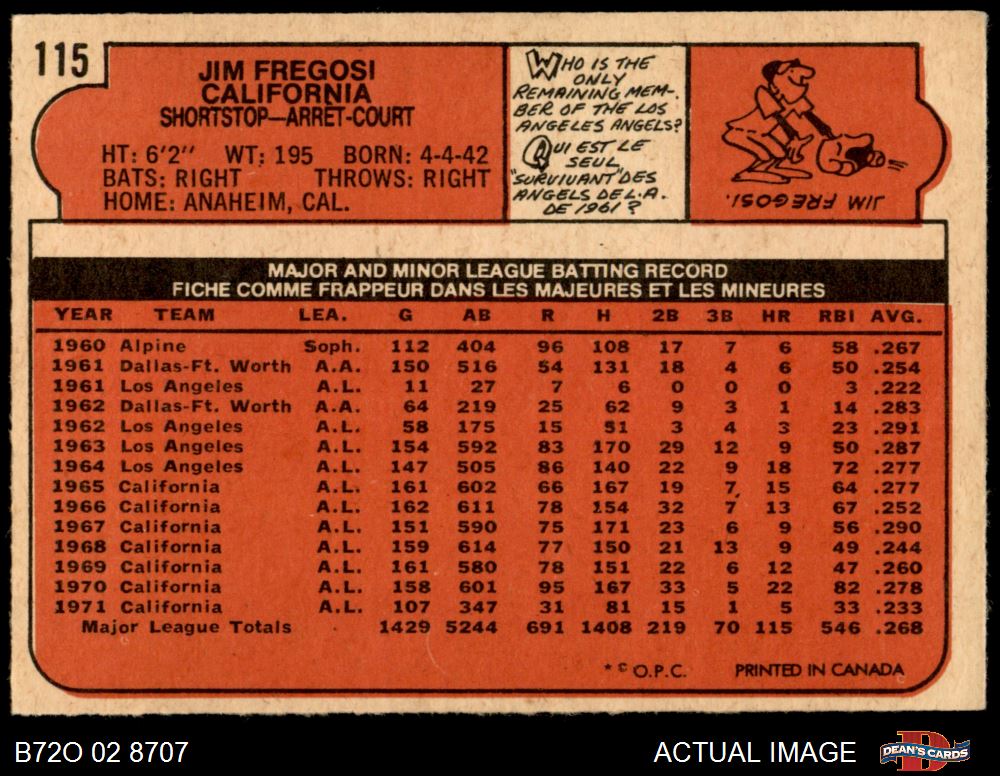 115
JIM FREGOSI
CALIFORNIA
SHORTSTOP—ARRÊT-COURT
HT: 6'2" WT: 195 BORN: 4-4-42
BATS: RIGHT THROWS: RIGHT
HOME: ANAHEIM, CAL.
WHO IS THE
ONLY
REMAINING MEM-
BER OF THE LOS
ANGELES ANGELS?
QUI EST LE
SEUL
"SURVIVANT" DES
ANGELS DE L.A.
DE 1961?
JIM FREGOSI.
MAJOR AND MINOR LEAGUE BATTING RECORD
FICHE COMME FRAPPEUR DANS LES MAJEURES ET LES MINEURES
YEAR TEAM LEA. G AB R H 2B 3B HR RBI AVG.
1960 Alpine Soph. 112 404 96 108 17 7 6 58 .267
1961 Dallas-Ft. Worth A.A. 150 516 54 131 18 4 6 50 .254
1961 Los Angeles A.L. 11 27 7 6 0 0 0 3 .222
1962 Dallas-Ft. Worth A.A. 64 219 25 62 9 3 1 14 .283
1962 Los Angeles A.L. 58 175 15 51 3 4 3 23 .291
1963 Los Angeles A.L. 154 592 83 170 29 12 9 50 .287
1964 Los Angeles A.L. 147 505 86 140 22 9 18 72 .277
1965 California A.L. 161 602 66 167 19 7 15 64 .277
1966 California A.L. 162 611 78 154 32 7 13 67 .252
1967 California A.L. 151 590 75 171 23 6 9 56 .290
1968 California A.L. 159 614 77 150 21 13 9 49 .244
1969 California A.L. 161 580 78 151 22 6 12 47 .260
1970 California A.L. 158 601 95 167 33 5 22 82 .278
1971 California A.L. 107 347 31 81 15 1 5 33 .233
Major League Totals 1429 5244 691 1408 219 70 115 546 .268
* © O.P.C. PRINTED IN CANADA
B72O 02 8707 ACTUAL IMAGE DEAN'S CARDS